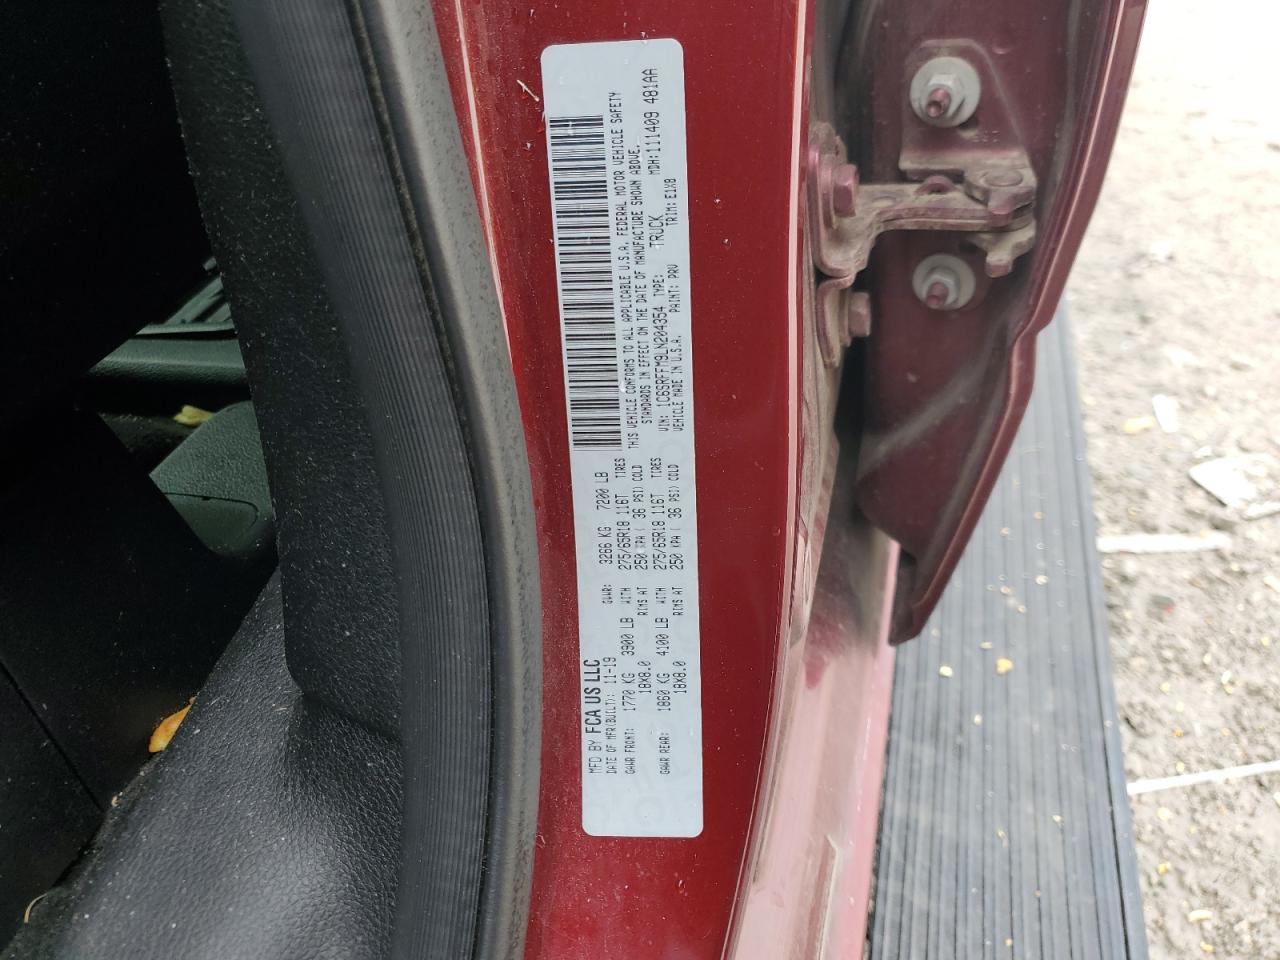 MFD BY FCA US LLC
DATE OF MFR(BUILT): 11-19 GVWR: 3266 KG 7200 LB
GAWR FRONT: 1770 KG 3900 LB WITH 275/65R18 116T TIRES
18X8.0 RIMS AT 250 KPA ( 36 PSI) COLD
GAWR REAR: 1860 KG 4100 LB WITH 275/65R18 116T TIRES
18X8.0 RIMS AT 250 KPA ( 36 PSI) COLD
THIS VEHICLE CONFORMS TO ALL APPLICABLE U.S.A. FEDERAL MOTOR VEHICLE SAFETY
STANDARDS IN EFFECT ON THE DATE OF MANUFACTURE SHOWN ABOVE.
VIN: 1C6SRFFM9LN204354 TYPE: TRUCK MDH: 111409 481AA
VEHICLE MADE IN U.S.A. PAINT: PRV TRIM: E1X8